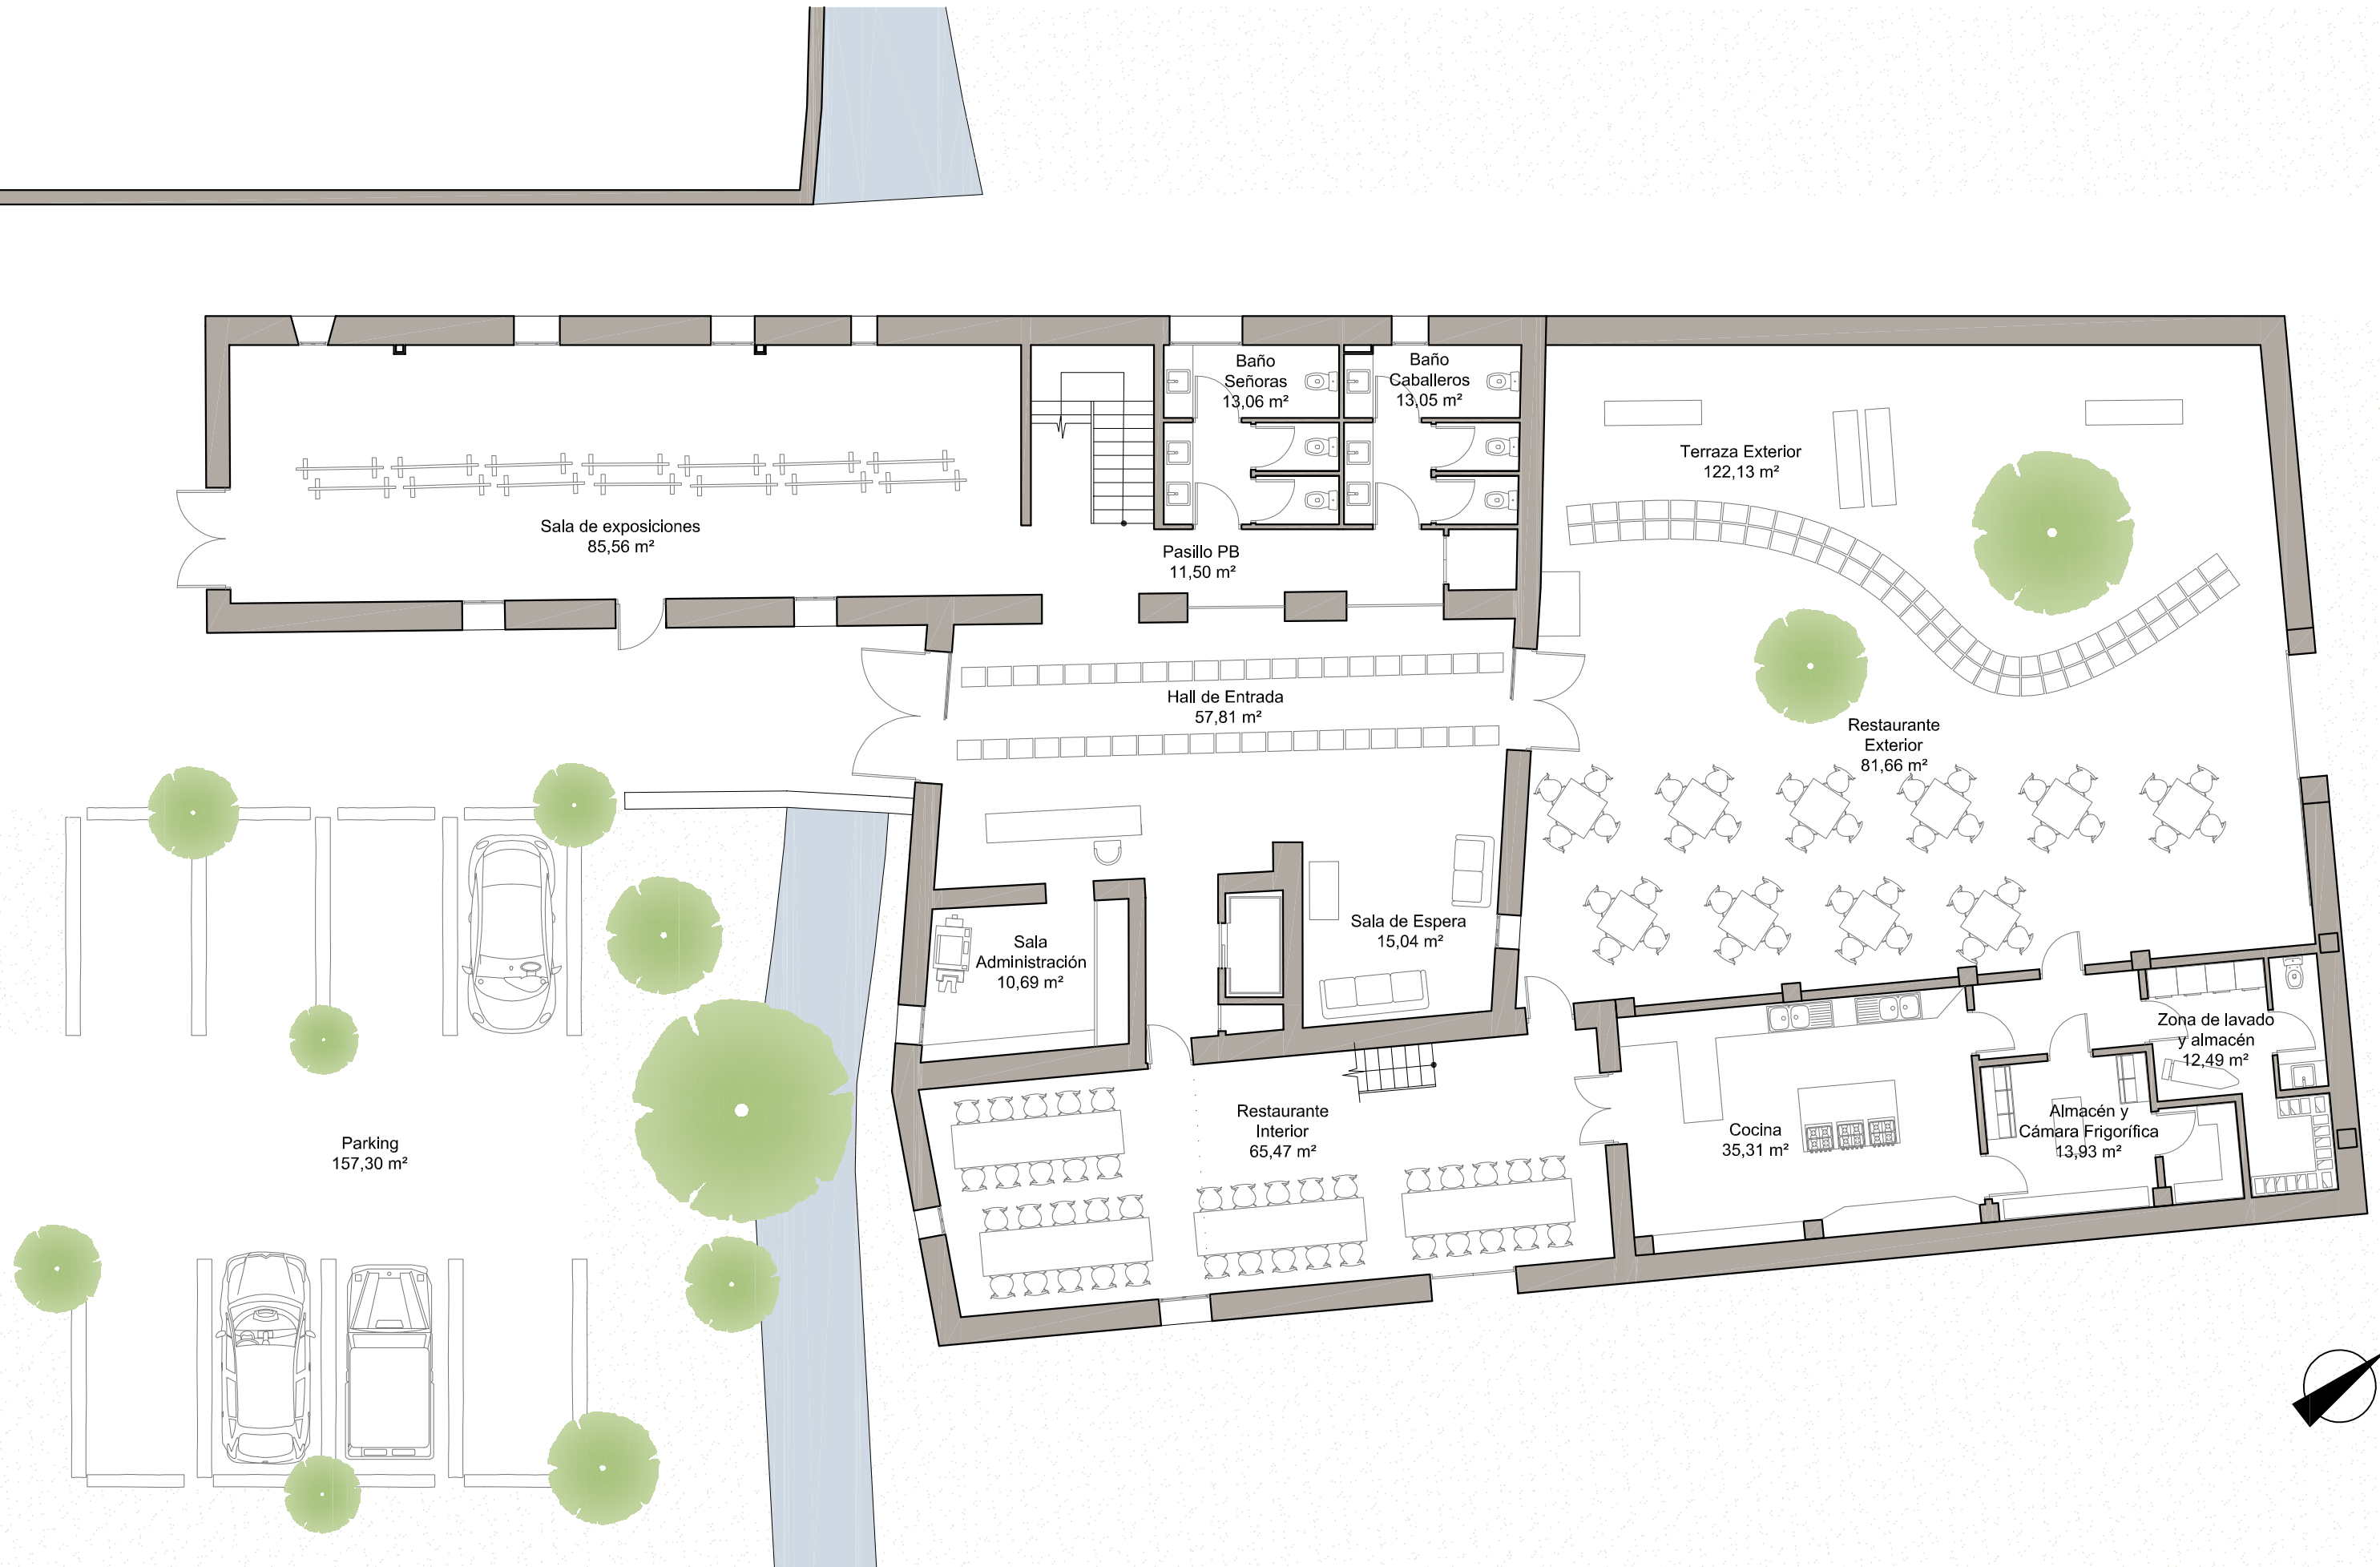 Baño
Señoras
13,06 m²
Baño
Caballeros
13,05 m²
Terraza Exterior
122,13 m²
Sala de exposiciones
85,56 m²
Pasillo PB
11,50 m²
Hall de Entrada
57,81 m²
Restaurante
Exterior
81,66 m²
Sala
Administración
10,69 m²
Sala de Espera
15,04 m²
Zona de lavado
y almacén
12,49 m²
Parking
157,30 m²
Restaurante
Interior
65,47 m²
Cocina
35,31 m²
Almacén y
Cámara Frigorífica
13,93 m²